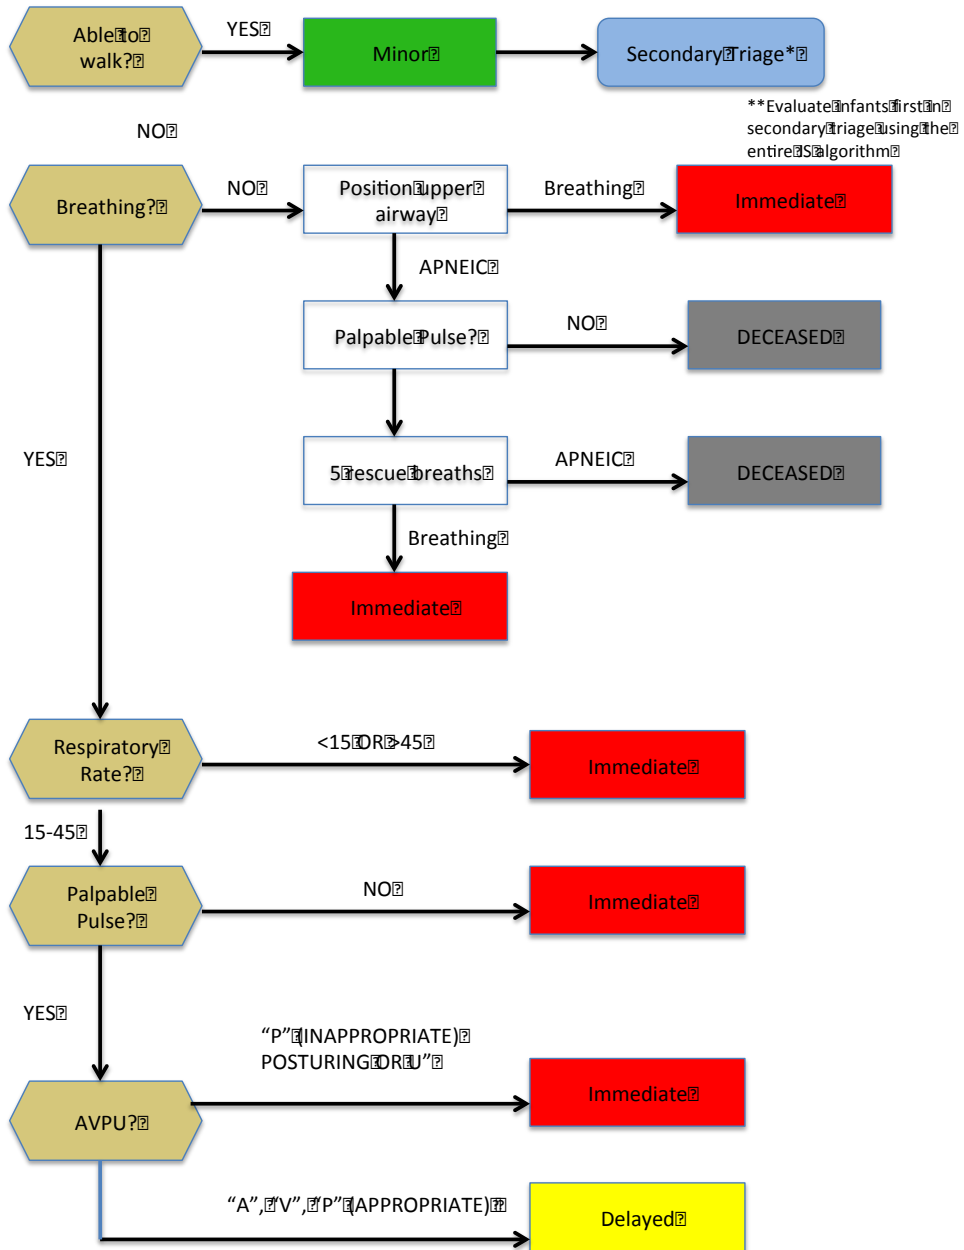 Able to
walk?
YES
Minor
Secondary Triage*
**Evaluate infants first in
secondary triage using the
entire JS algorithm
NO
Breathing?
NO
Position upper
airway
Breathing
Immediate
APNEIC
Palpable Pulse?
NO
DECEASED
YES
5 rescue breaths
APNEIC
DECEASED
Breathing
Immediate
Respiratory
Rate?
<15 OR >45
Immediate
15-45
Palpable
Pulse?
NO
Immediate
YES
"P" (INAPPROPRIATE)
POSTURING OR U"
AVPU?
Immediate
"A", "V", "P" (APPROPRIATE)
Delayed